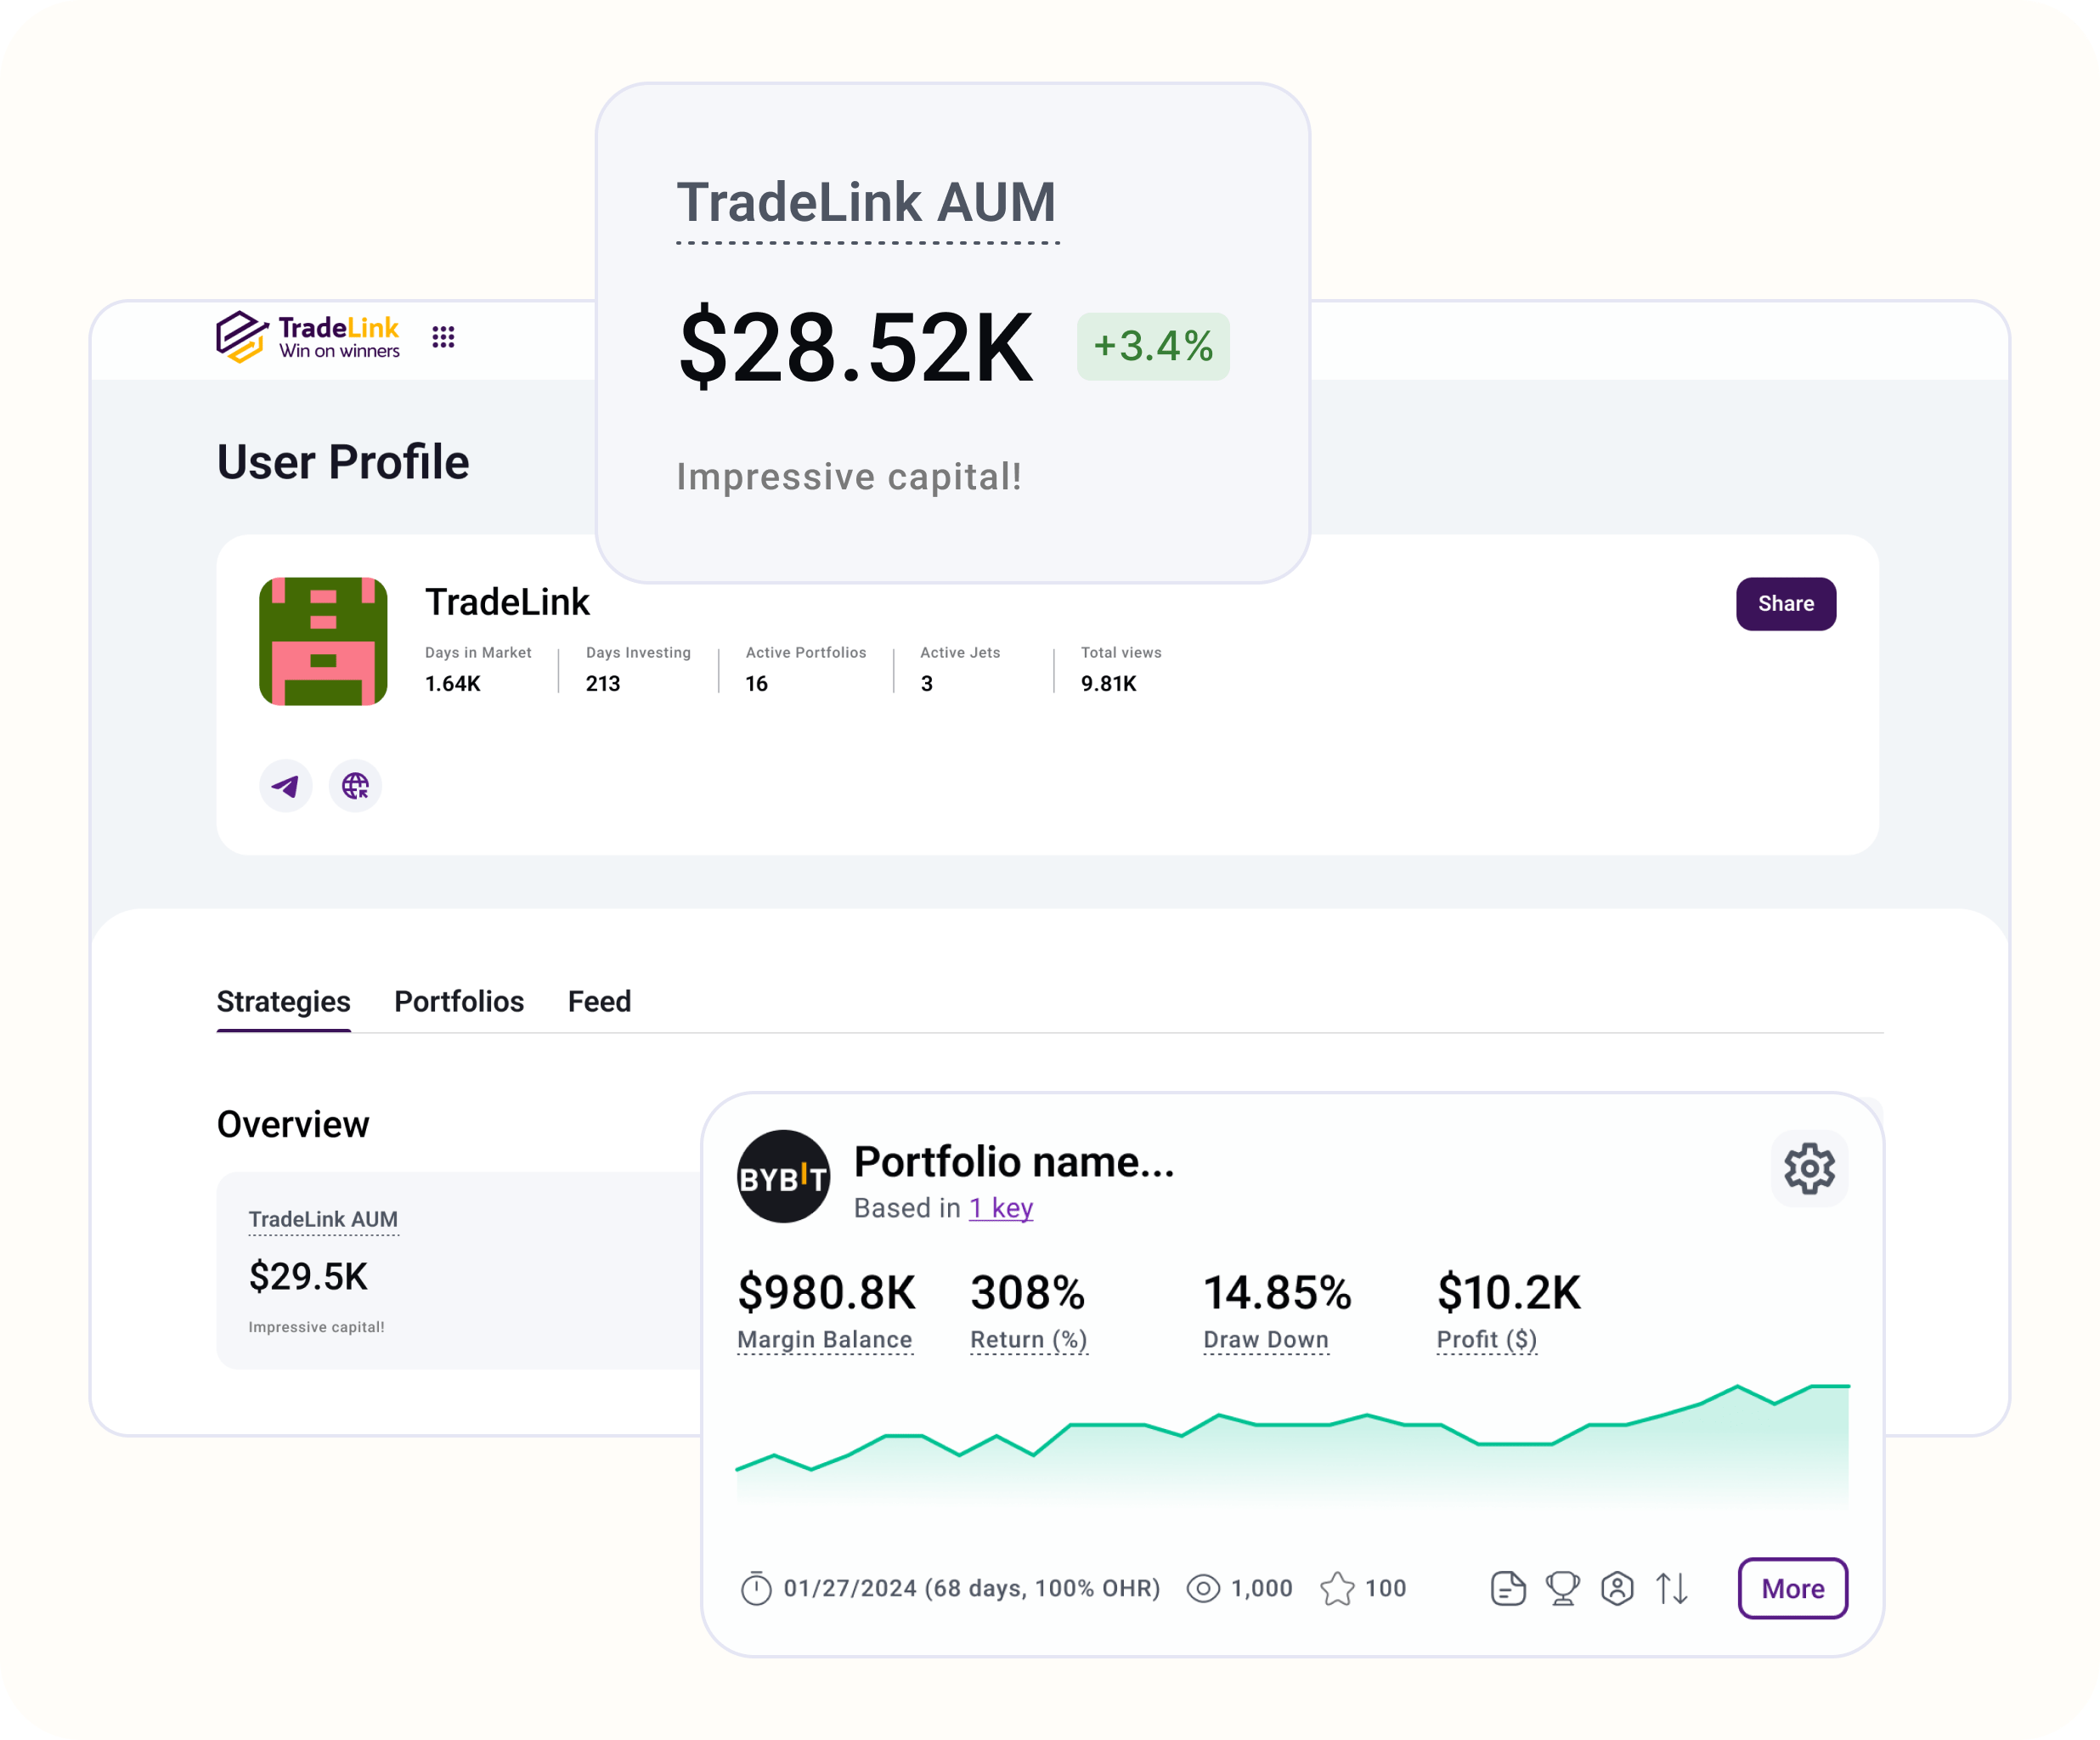 TradeLink AUM
$28.52K +3.4%
Impressive capital!
TradeLink
Win on winners
User Profile
TradeLink
Share
Days in Market Days Investing Active Portfolios Active Jets Total views
1.64K 213 16 3 9.81K
Strategies Portfolios Feed
Overview
TradeLink AUM
$29.5K
Impressive capital!
BYBIT
Portfolio name...
Based in 1 key
$980.8K 308% 14.85% $10.2K
Margin Balance Return (%) Draw Down Profit ($)
01/27/2024 (68 days, 100% OHR) 1,000 100 More